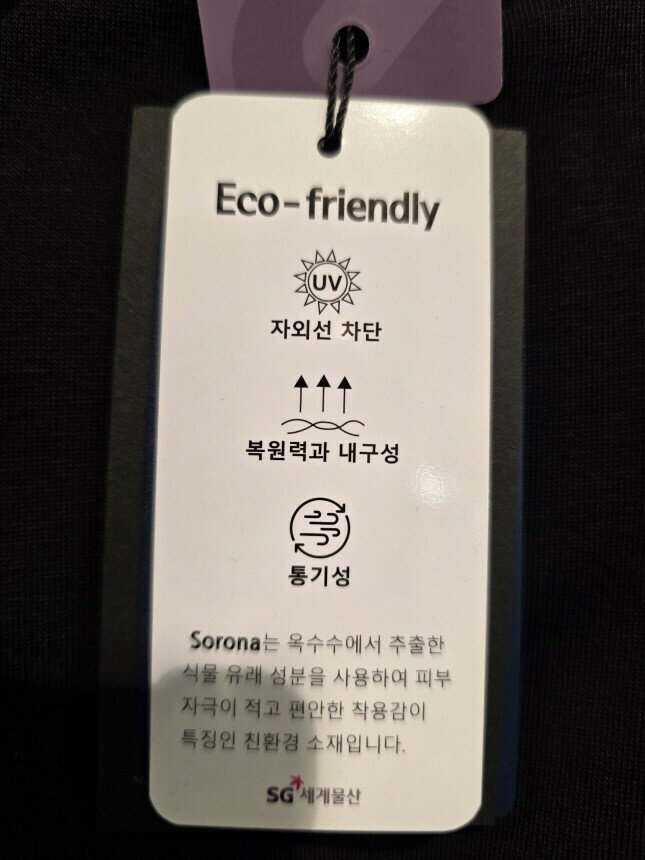 Eco-friendly
UV
자외선 차단
복원력과 내구성
통기성
Sorona는 옥수수에서 추출한
식물 유래 성분을 사용하여 피부
자극이 적고 편안한 착용감이
특징인 친환경 소재입니다.
SG세계물산